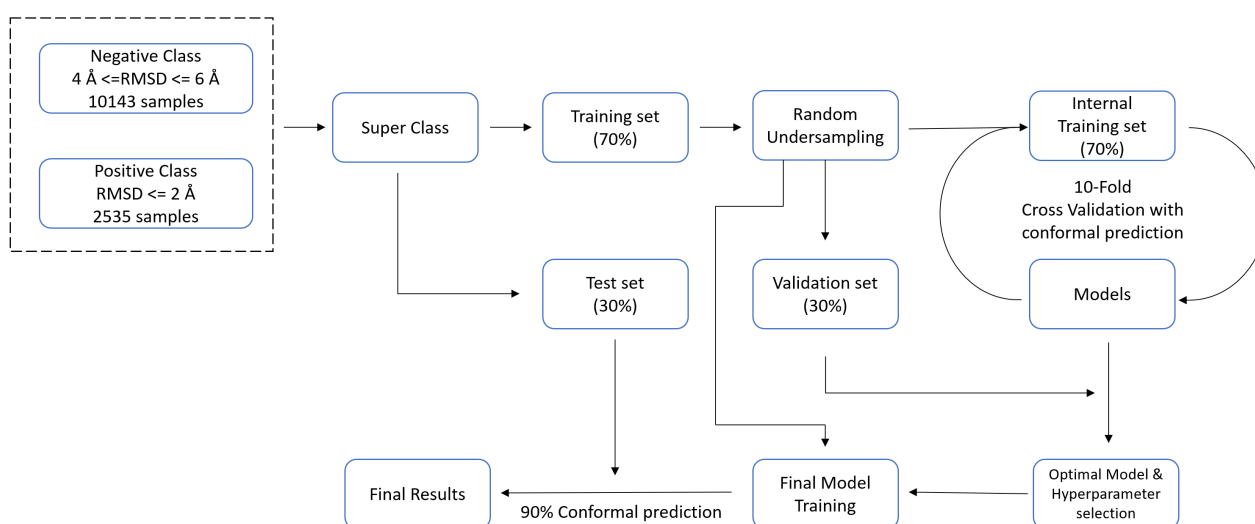 Negative Class
4 Å <=RMSD <= 6 Å
10143 samples
Positive Class
RMSD <= 2 Å
2535 samples
Super Class
Training set
(70%)
Random
Undersampling
Internal
Training set
(70%)
10-Fold
Cross Validation with
conformal prediction
Test set
(30%)
Validation set
(30%)
Models
Final Results
90% Conformal prediction
Final Model
Training
Optimal Model &
Hyperparameter
selection